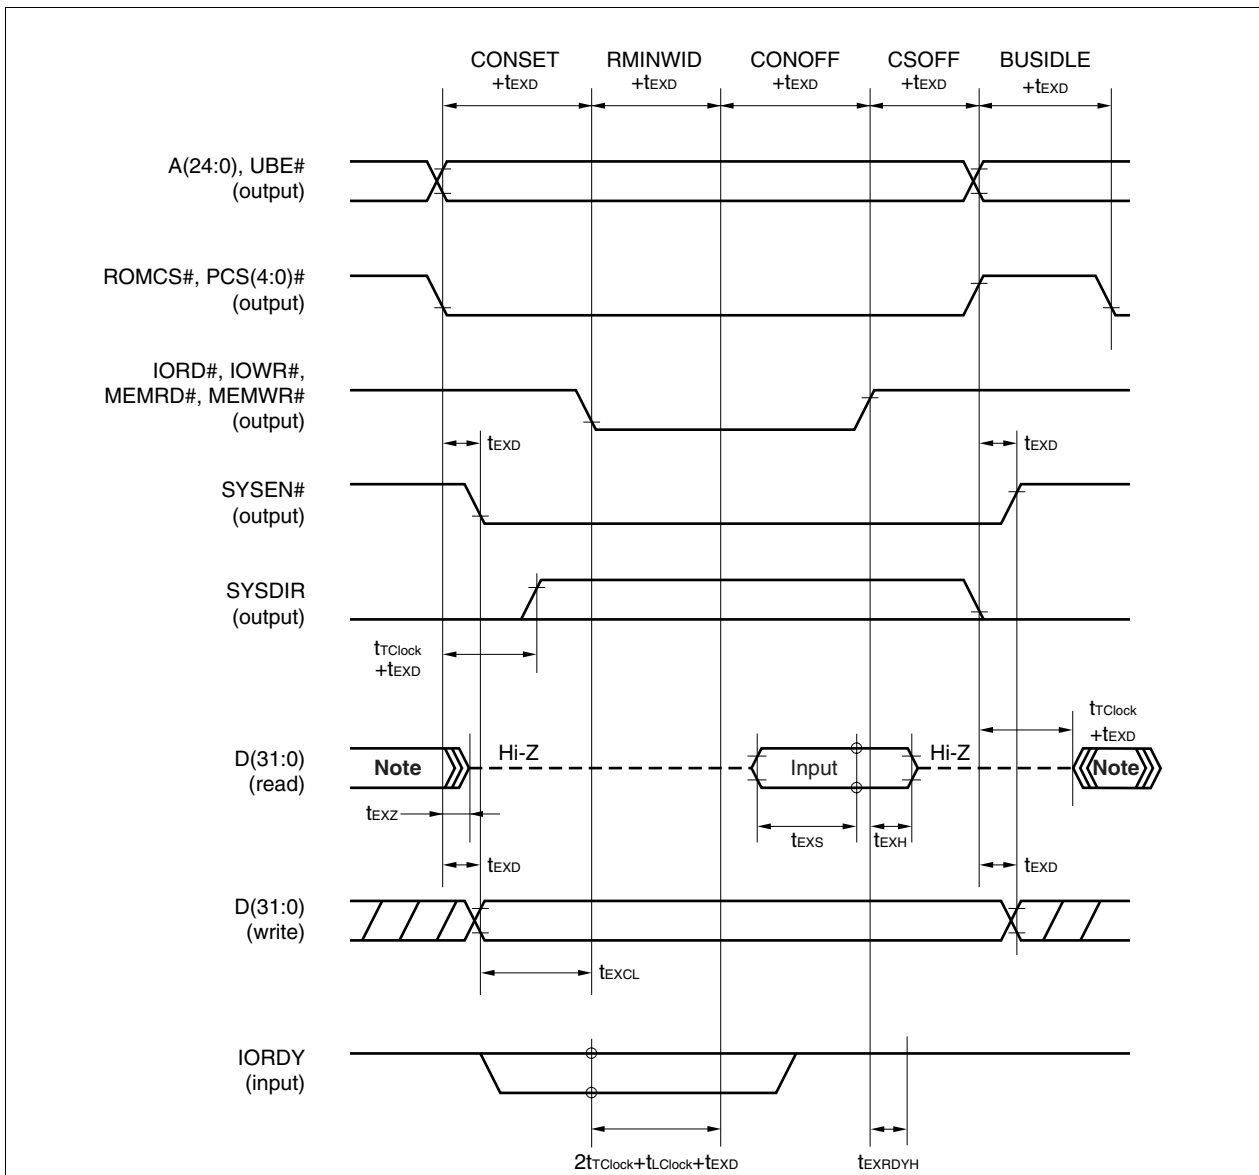 CONSET
+tEXD
RMINWID
+tEXD
CONOFF
+tEXD
CSOFF
+tEXD
BUSIDLE
+tEXD
A(24:0), UBE#
(output)
ROMCS#, PCS(4:0)#
(output)
IORD#, IOWR#,
MEMRD#, MEMWR#
(output)
tEXD
tEXD
SYSEN#
(output)
SYSDIR
(output)
tTClock
+tEXD
tTClock
+tEXD
D(31:0)
(read)
Note
Hi-Z
Input
Hi-Z
Note
tEXZ
tEXS
tEXH
tEXD
tEXD
D(31:0)
(write)
tEXCL
IORDY
(input)
2tTClock+tLClock+tEXD
tEXRDYH